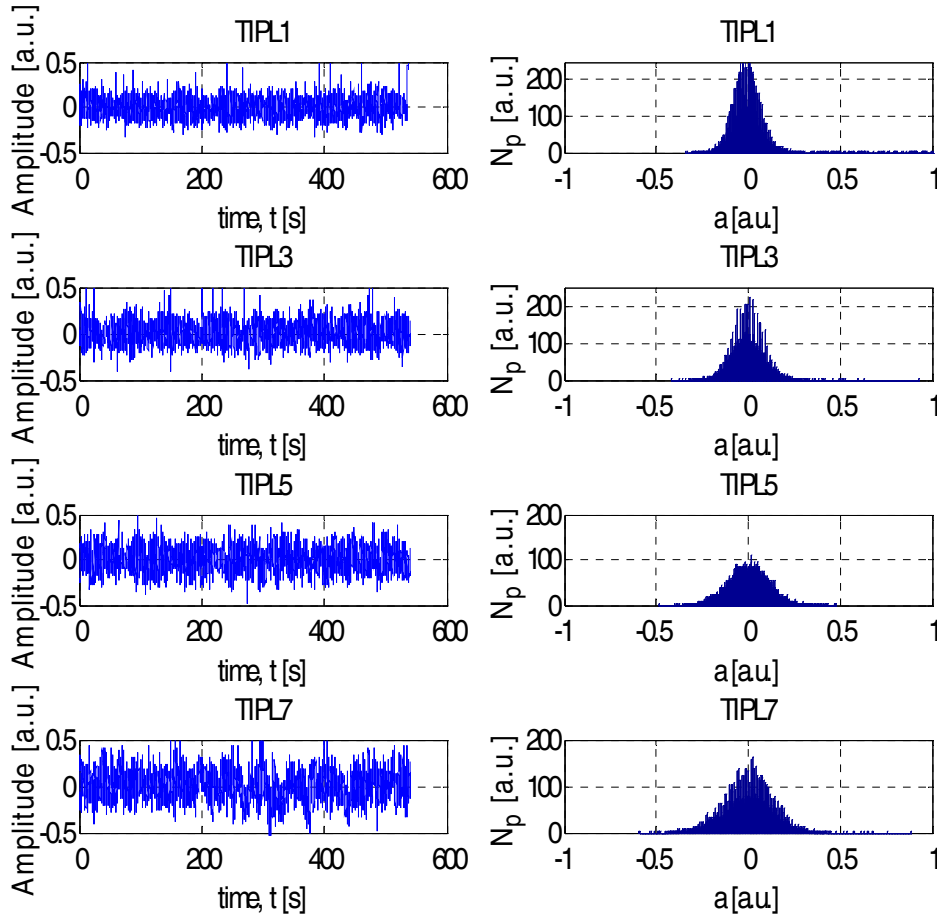 TIPL1
Amplitude [a.u.]
0.5
0
-0.5
0 200 400 600
time, t [s]
TIPL1
N_p [a.u.]
200
100
0
-1 -0.5 0 0.5 1
a [a.u.]
TIPL3
Amplitude [a.u.]
0.5
0
-0.5
0 200 400 600
time, t [s]
TIPL3
N_p [a.u.]
200
100
0
-1 -0.5 0 0.5 1
a [a.u.]
TIPL5
Amplitude [a.u.]
0.5
0
-0.5
0 200 400 600
time, t [s]
TIPL5
N_p [a.u.]
200
100
0
-1 -0.5 0 0.5 1
a [a.u.]
TIPL7
Amplitude [a.u.]
0.5
0
-0.5
0 200 400 600
time, t [s]
TIPL7
N_p [a.u.]
200
100
0
-1 -0.5 0 0.5 1
a [a.u.]